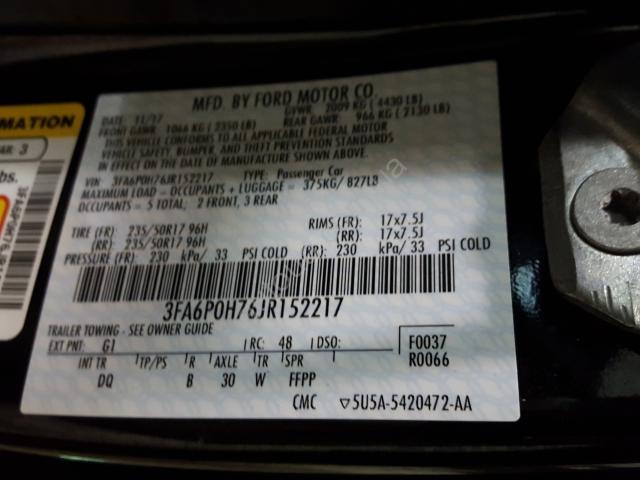 MFD. BY FORD MOTOR CO.
DATE: 11/17 GVWR: 2009 KG ( 4430 LB)
FRONT GAWR: 1066 KG ( 2350 LB) REAR GAWR: 966 KG ( 2130 LB)
THIS VEHICLE CONFORMS TO ALL APPLICABLE FEDERAL MOTOR
VEHICLE SAFETY, BUMPER, AND THEFT PREVENTION STANDARDS
IN EFFECT ON THE DATE OF MANUFACTURE SHOWN ABOVE.
VIN: 3FA6P0H76JR152217 TYPE: Passenger Car
MAXIMUM LOAD = OCCUPANTS + LUGGAGE = 375KG/ 827LB
OCCUPANTS = 5 TOTAL; 2 FRONT, 3 REAR
TIRE (FR): 235/50R17 96H RIMS (FR): 17x7.5J
(RR): 235/50R17 96H (RR): 17x7.5J
PRESSURE (FR): 230 kPa/ 33 PSI COLD (RR): 230 kPa/ 33 PSI COLD
3FA6P0H76JR152217
TRAILER TOWING - SEE OWNER GUIDE
EXT PNT: G1 RC: 48 DSO: F0037
R0066
INT TR TP/PS R AXLE TR SPR
DQ B 30 W FFPP
CMC ▽5U5A-5420472-AA
RMATION
AR: 3
bs.